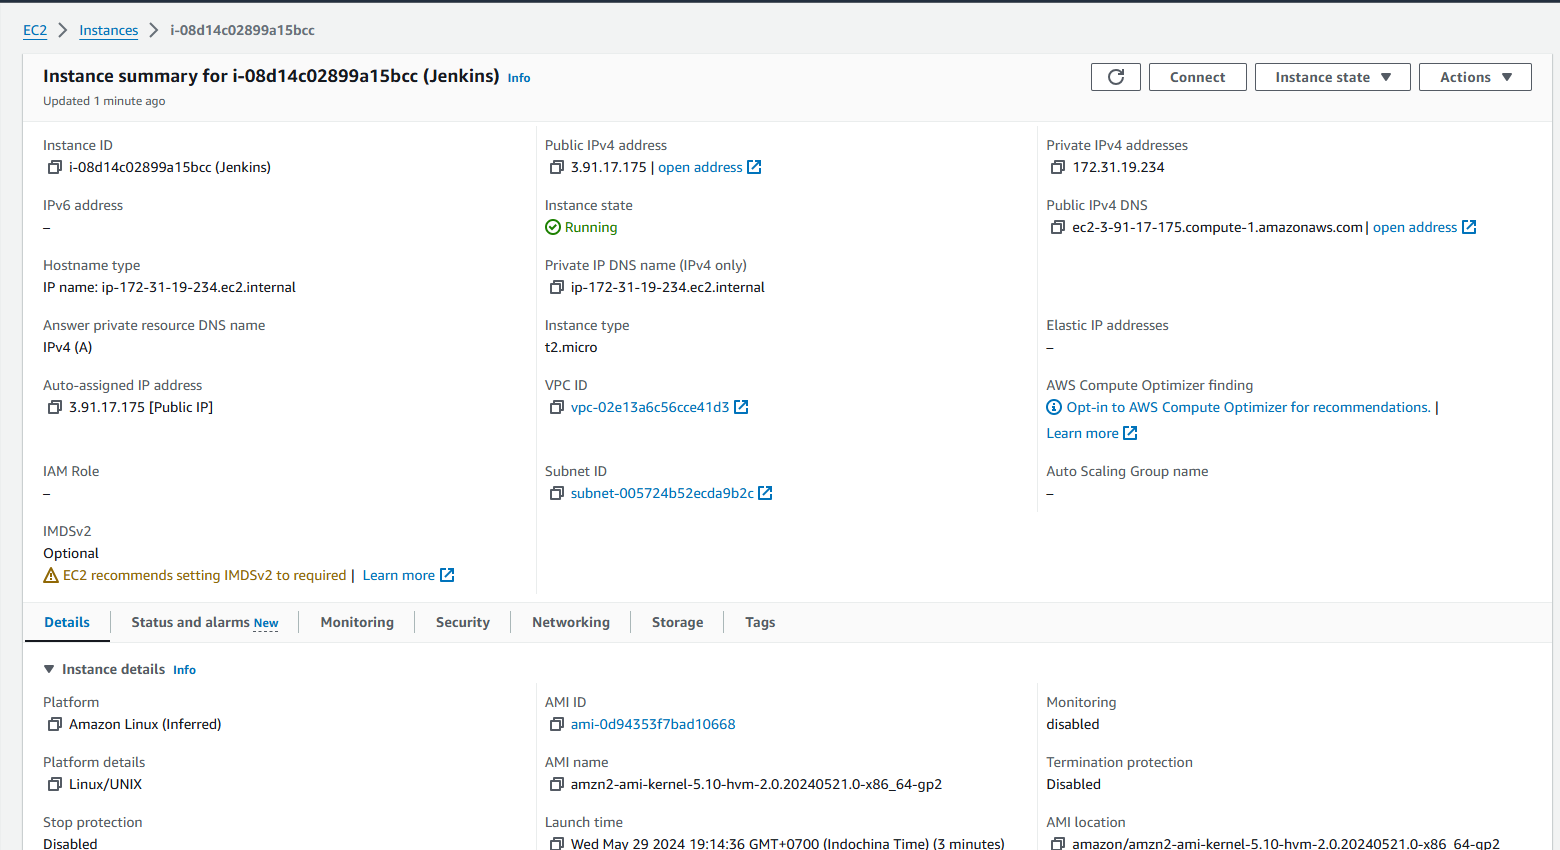 EC2 > Instances > i-08d14c02899a15bcc
Instance summary for i-08d14c02899a15bcc (Jenkins) Info
Updated 1 minute ago
Connect
Instance state
Actions
Instance ID
i-08d14c02899a15bcc (Jenkins)
Public IPv4 address
3.91.17.175 | open address
Private IPv4 addresses
172.31.19.234
IPv6 address
–
Instance state
Running
Public IPv4 DNS
ec2-3-91-17-175.compute-1.amazonaws.com | open address
Hostname type
IP name: ip-172-31-19-234.ec2.internal
Private IP DNS name (IPv4 only)
ip-172-31-19-234.ec2.internal
Answer private resource DNS name
IPv4 (A)
Instance type
t2.micro
Elastic IP addresses
–
Auto-assigned IP address
3.91.17.175 [Public IP]
VPC ID
vpc-02e13a6c56cce41d3
AWS Compute Optimizer finding
Opt-in to AWS Compute Optimizer for recommendations. |
Learn more
IAM Role
–
Subnet ID
subnet-005724b52ecda9b2c
Auto Scaling Group name
–
IMDSv2
Optional
EC2 recommends setting IMDSv2 to required | Learn more
Details
Status and alarms New
Monitoring
Security
Networking
Storage
Tags
Instance details Info
Platform
Amazon Linux (Inferred)
AMI ID
ami-0d94353f7bad10668
Monitoring
disabled
Platform details
Linux/UNIX
AMI name
amzn2-ami-kernel-5.10-hvm-2.0.20240521.0-x86_64-gp2
Termination protection
Disabled
Stop protection
Disabled
Launch time
Wed May 29 2024 19:14:36 GMT+0700 (Indochina Time) (3 minutes)
AMI location
amazon/amzn2-ami-kernel-5.10-hvm-2.0.20240521.0-x86_64-gp2